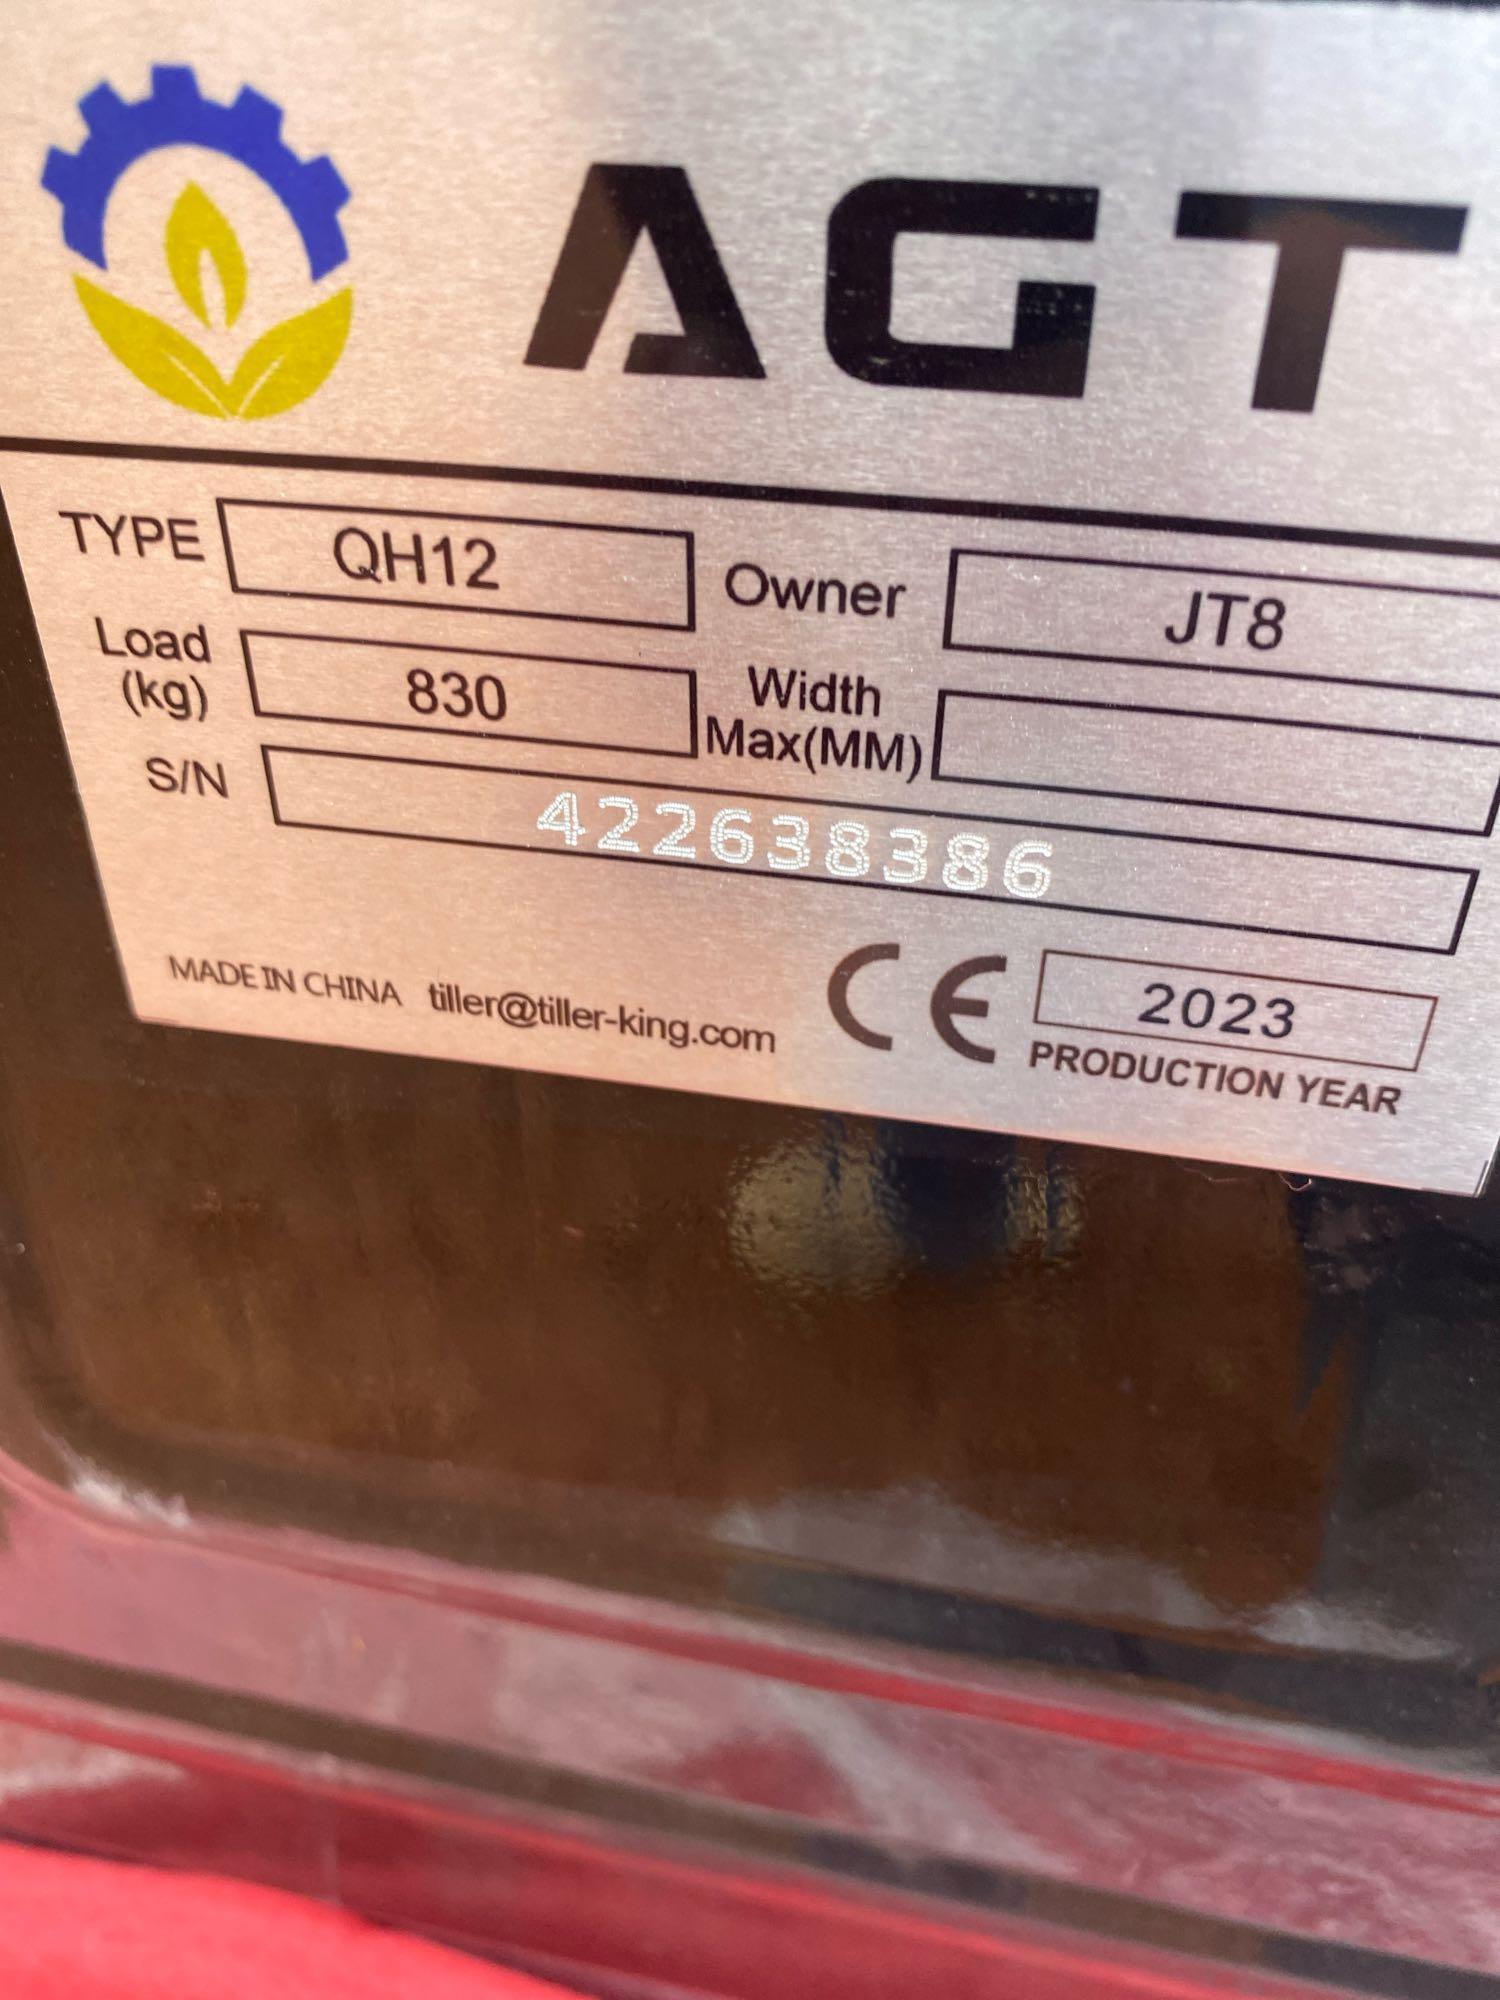 AGT
TYPE QH12 Owner JT8
Load (kg) 830 Width Max(MM)
S/N 422638386
MADE IN CHINA tiller@tiller-king.com CE 2023
PRODUCTION YEAR